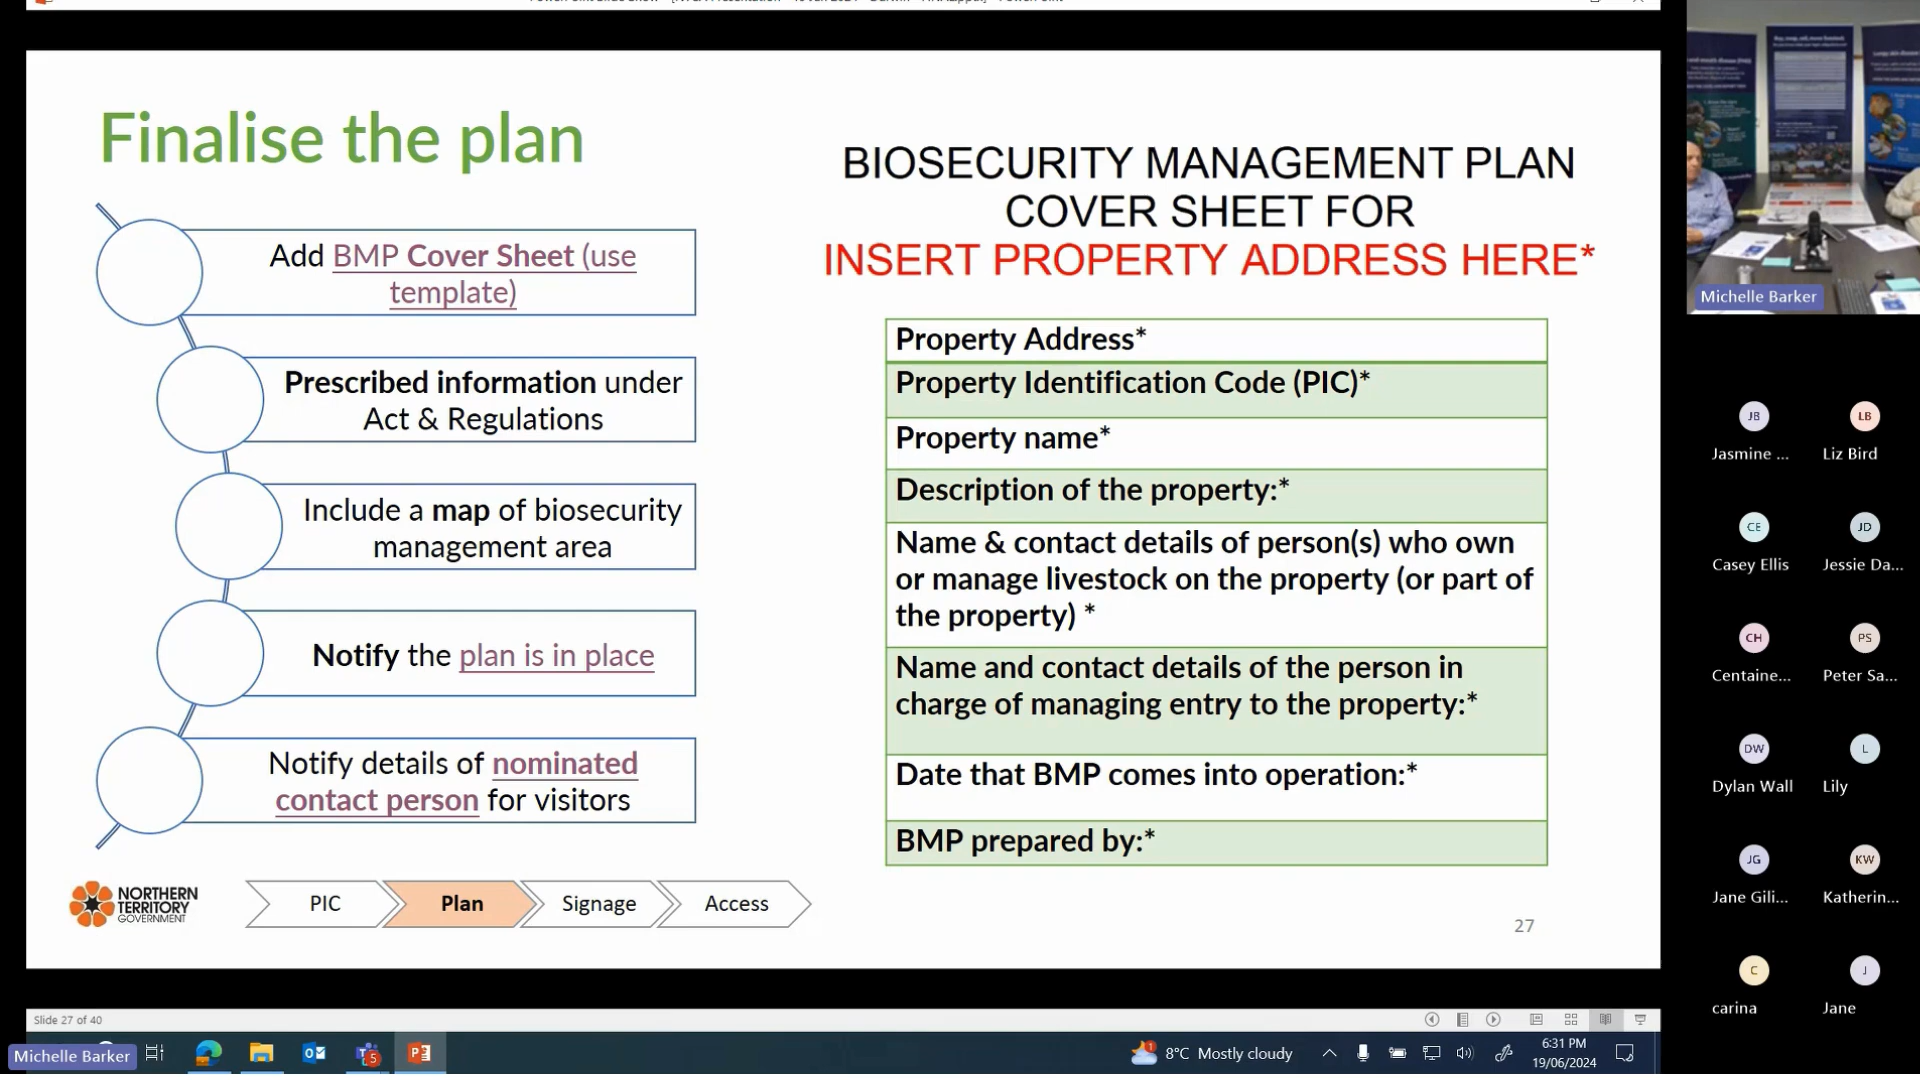 Finalise the plan
Add BMP Cover Sheet (use
template)
Prescribed information under
Act & Regulations
Include a map of biosecurity
management area
Notify the plan is in place
Notify details of nominated
contact person for visitors
NORTHERN
TERRITORY
GOVERNMENT
PIC
Plan
Signage
Access
BIOSECURITY MANAGEMENT PLAN
COVER SHEET FOR
INSERT PROPERTY ADDRESS HERE*
Property Address*
Property Identification Code (PIC)*
Property name*
Description of the property:*
Name & contact details of person(s) who own
or manage livestock on the property (or part of
the property) *
Name and contact details of the person in
charge of managing entry to the property:*
Date that BMP comes into operation:*
BMP prepared by:*
27
Michelle Barker
JB
LB
Jasmine ...
Liz Bird
CE
JD
Casey Ellis
Jessie Da...
CH
PS
Centaine...
Peter Sa...
DW
L
Dylan Wall
Lily
JG
KW
Jane Gili...
Katherin...
C
J
carina
Jane
Slide 27 of 40
Michelle Barker
5
1
8°C Mostly cloudy
6:31 PM
19/06/2024